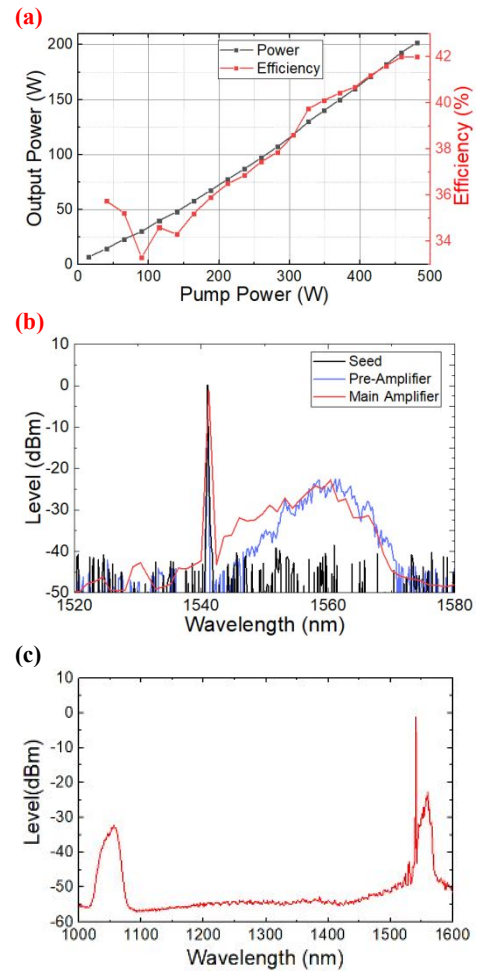 (a)
200
150
100
50
0
Output Power (W)
Power
Efficiency
42
40
38
36
34
Efficiency (%)
0 100 200 300 400 500
Pump Power (W)
(b)
10
0
-10
-20
-30
-40
-50
Level (dBm)
Seed
Pre-Amplifier
Main Amplifier
1520 1540 1560 1580
Wavelength (nm)
(c)
10
0
-10
-20
-30
-40
-50
-60
Level(dBm)
1000 1100 1200 1300 1400 1500 1600
Wavelength (nm)